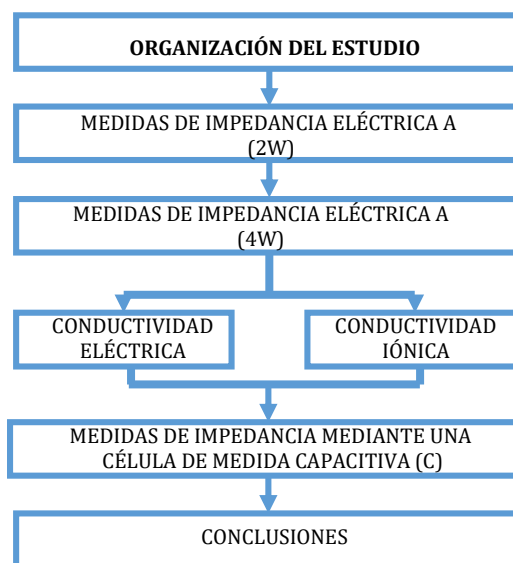 ORGANIZACIÓN DEL ESTUDIO
MEDIDAS DE IMPEDANCIA ELÉCTRICA A
(2W)
MEDIDAS DE IMPEDANCIA ELÉCTRICA A
(4W)
CONDUCTIVIDAD
ELÉCTRICA
CONDUCTIVIDAD
IÓNICA
MEDIDAS DE IMPEDANCIA MEDIANTE UNA
CÉLULA DE MEDIDA CAPACITIVA (C)
CONCLUSIONES